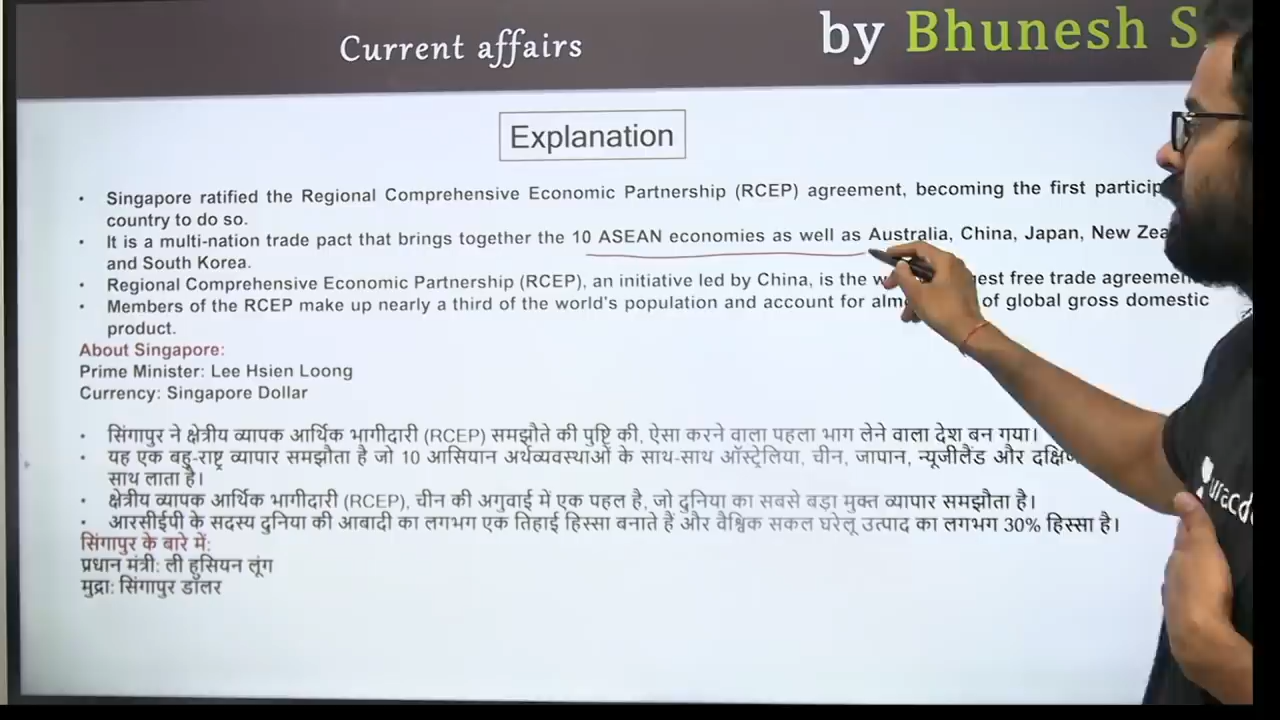 Current affairs
by Bhunesh S.
Explanation
• Singapore ratified the Regional Comprehensive Economic Partnership (RCEP) agreement, becoming the first
country to do so.
• It is a multi-nation trade pact that brings together the 10 ASEAN economies as well as Australia, China, Japan, New
and South Korea.
• Regional Comprehensive Economic Partnership (RCEP), an initiative led by China, is the free trade
• Members of the RCEP make up nearly a third of the world's population and account for of global gross domestic
product.
About Singapore:
Prime Minister: Lee Hsien Loong
Currency: Singapore Dollar
• सिंगापुर ने क्षेत्रीय व्यापक आर्थिक भागीदारी (RCEP) समझौते की पुष्टि की, ऐसा करने वाला पहला भाग लेने वाला देश बन गया।
• यह एक बहु-राष्ट्र व्यापार समझौता है जो 10 आसियान अर्थव्यवस्थाओं के साथ-साथ ऑस्ट्रेलिया, चीन, जापान, न्यूजीलैंड और
साथ लाता है।
• क्षेत्रीय व्यापक आर्थिक भागीदारी (RCEP), चीन की अगुवाई में एक पहल है, जो दुनिया का सबसे बड़ा मुक्त व्यापार समझौता है।
• आरसीईपी के सदस्य दुनिया की आबादी का लगभग एक तिहाई हिस्सा बनाते हैं और वैश्विक सकल घरेलू उत्पाद का लगभग 30% हिस्सा है।
सिंगापुर के बारे में:
प्रधान मंत्री: ली हुसियन लूंग
मुद्रा: सिंगापुर डॉलर